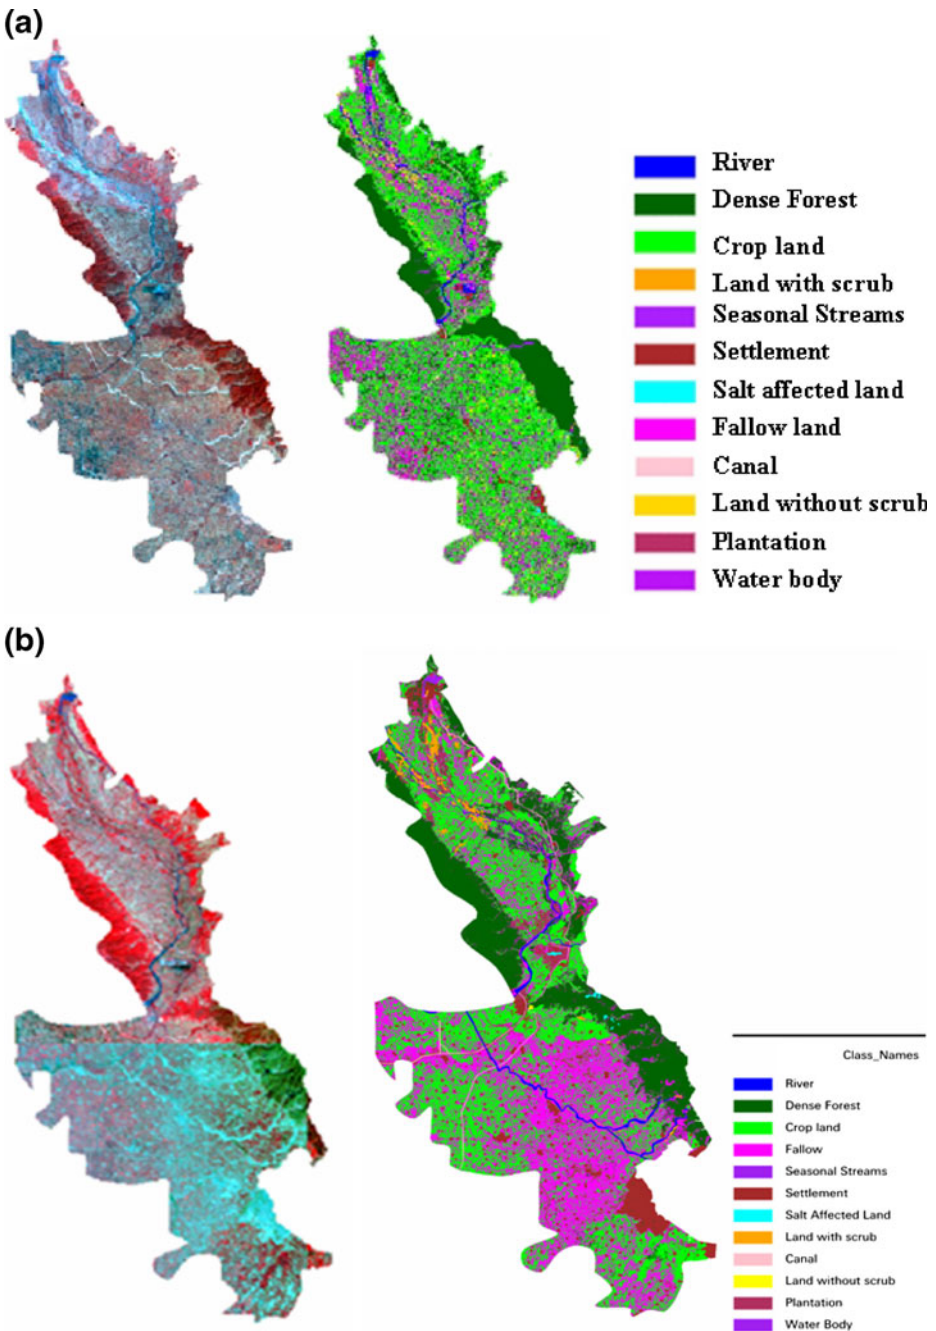 (a)
River
Dense Forest
Crop land
Land with scrub
Seasonal Streams
Settlement
Salt affected land
Fallow land
Canal
Land without scrub
Plantation
Water body
(b)
Class_Names
River
Dense Forest
Crop land
Fallow
Seasonal Streams
Settlement
Salt Affected Land
Land with scrub
Canal
Land without scrub
Plantation
Water Body